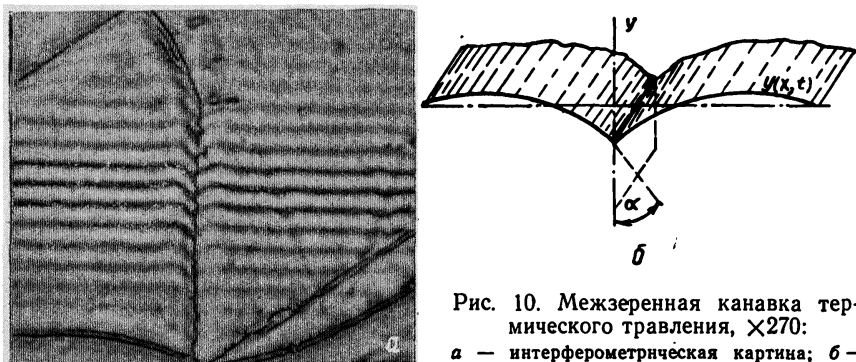 y
y(x,t)
α
а
б
Рис. 10. Межзеренная канавка тер-
мического травления, ×270:
а — интерферометрическая картина; б —